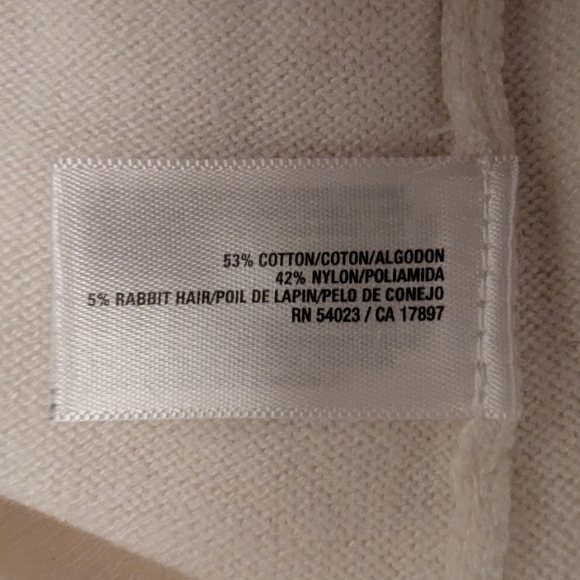 53% COTTON/COTON/ALGODON
42% NYLON/POLIAMIDA
5% RABBIT HAIR/POIL DE LAPIN/PELO DE CONEJO
RN 54023 / CA 17897